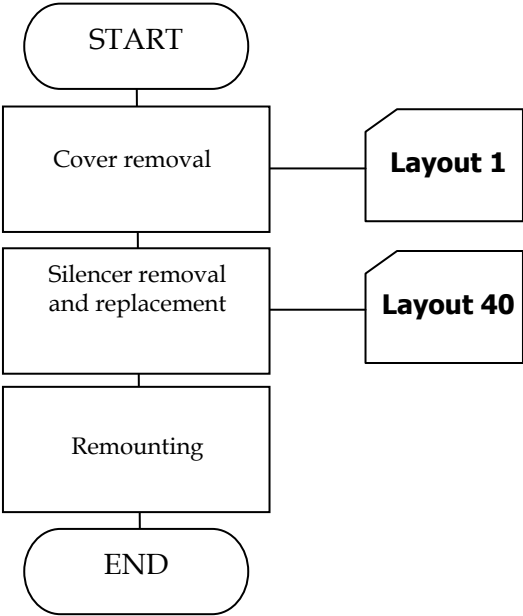 START
Cover removal
Layout 1
Silencer removal
and replacement
Layout 40
Remounting
END